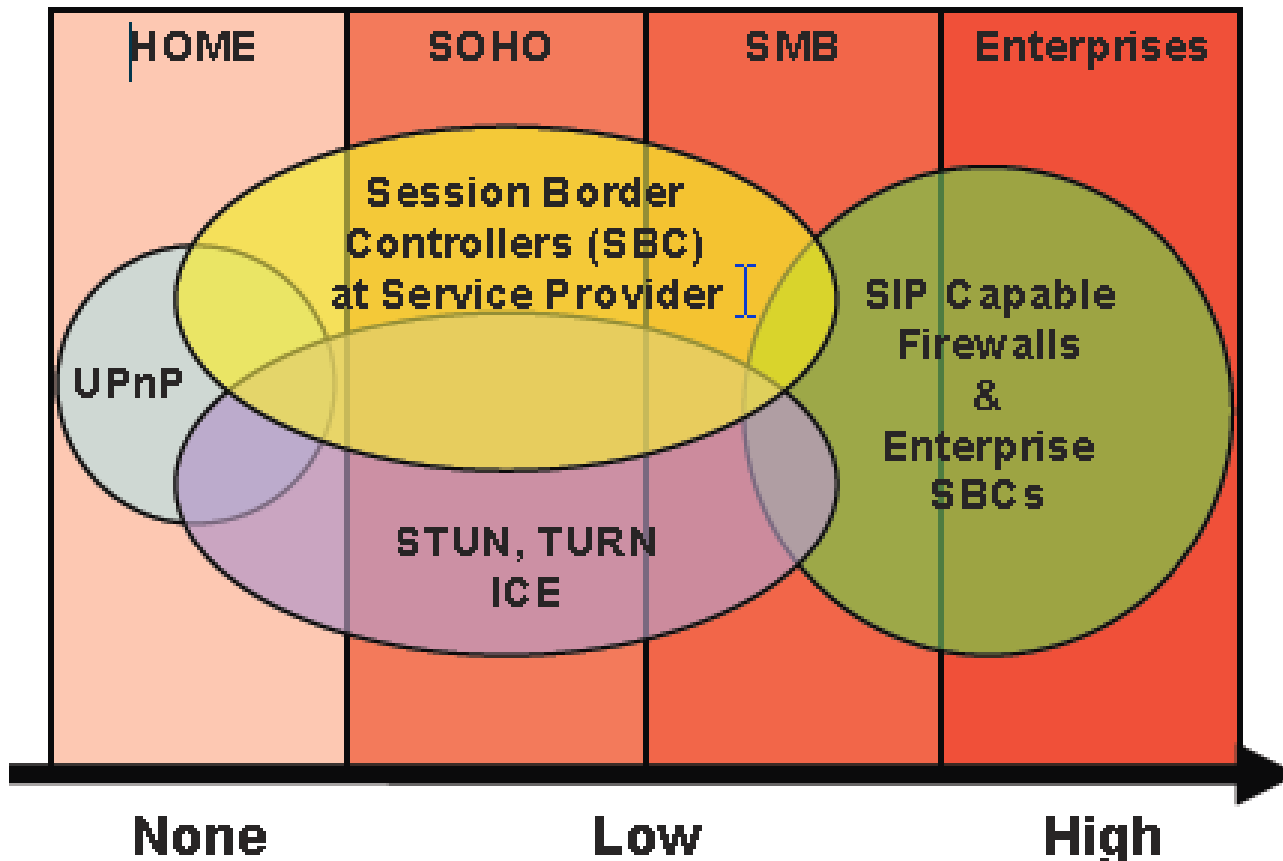 HOME
SOHO
SMB
Enterprises
Session Border
Controllers (SBC)
at Service Provider
UPnP
SIP Capable
Firewalls
&
Enterprise
SBCs
STUN, TURN
ICE
None
Low
High